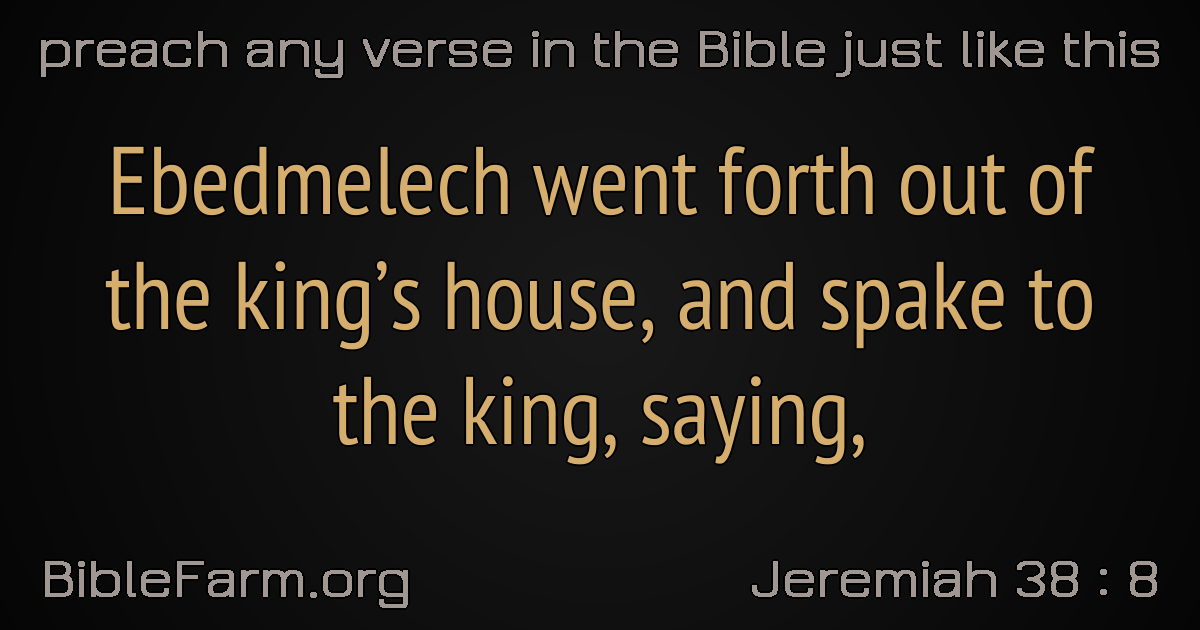 preach any verse in the Bible just like this
Ebedmelech went forth out of
the king’s house, and spake to
the king, saying,
BibleFarm.org
Jeremiah 38 : 8